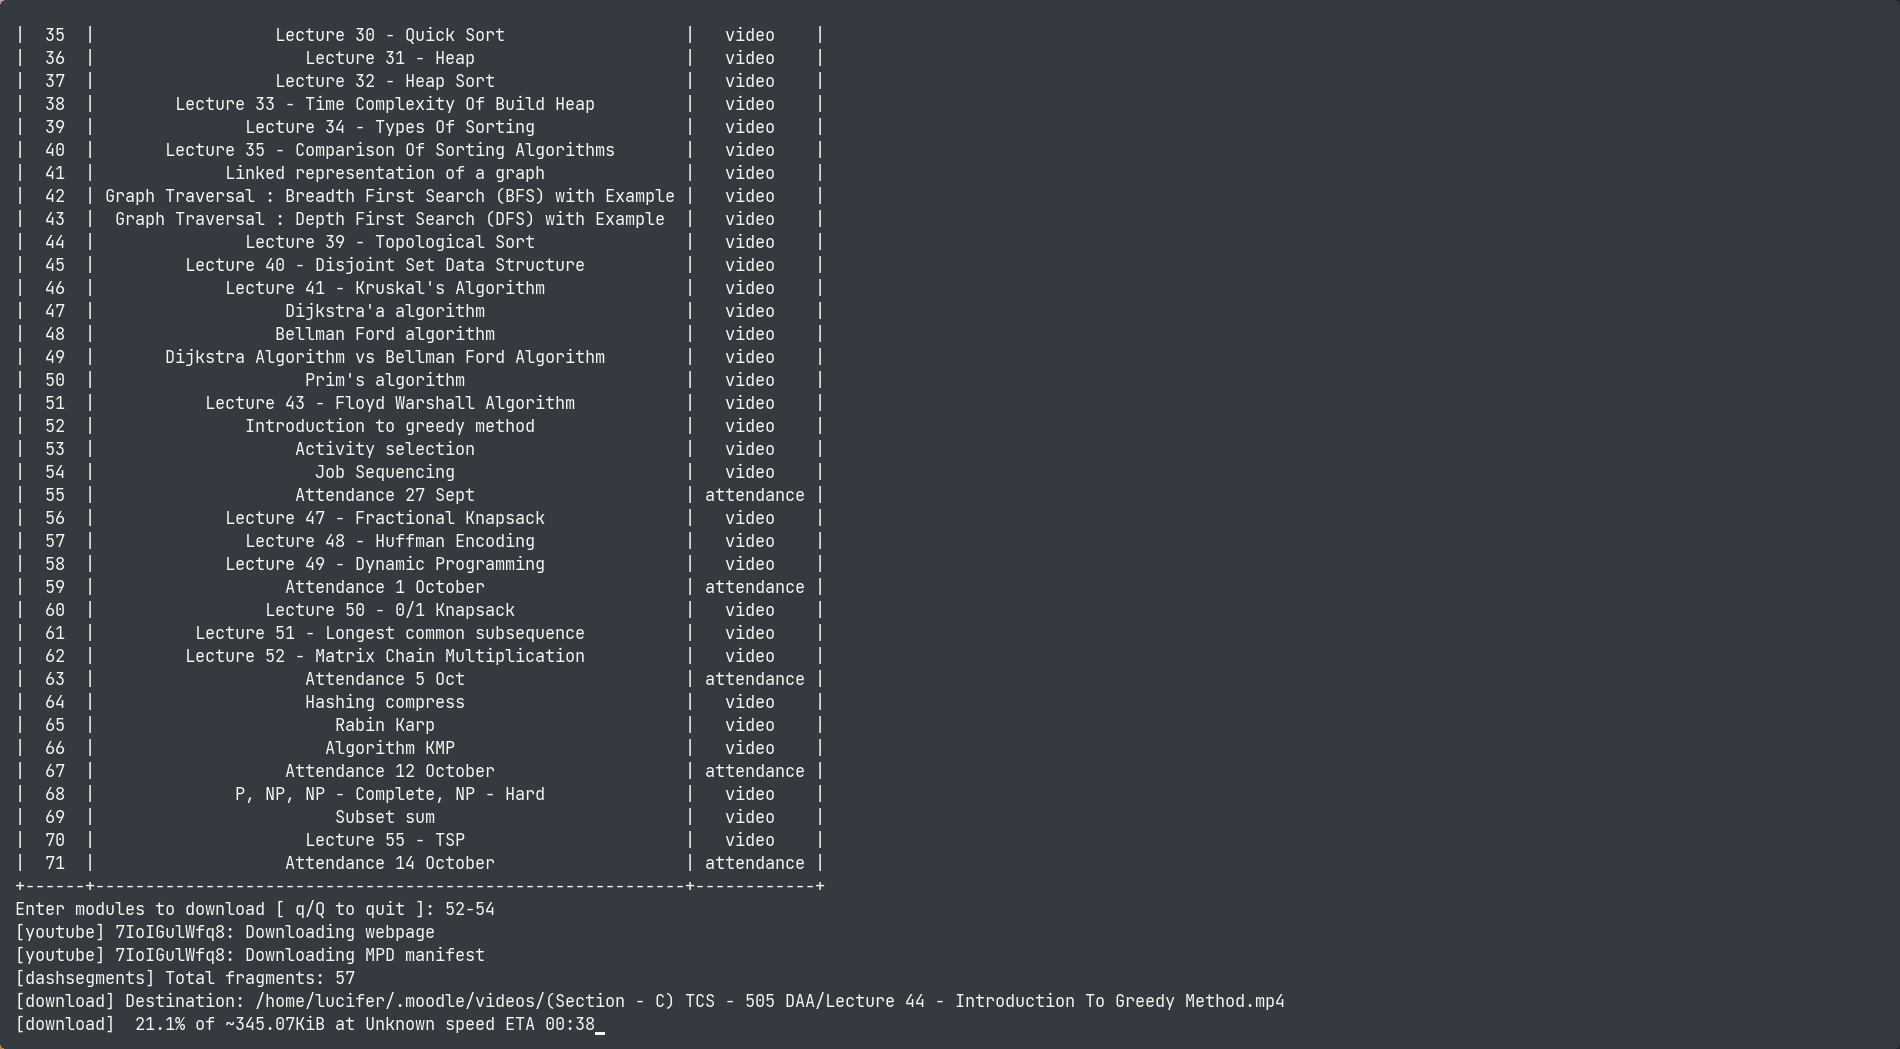 |  35  |                  Lecture 30 - Quick Sort                  |   video    |
|  36  |                     Lecture 31 - Heap                     |   video    |
|  37  |                  Lecture 32 - Heap Sort                   |   video    |
|  38  |        Lecture 33 - Time Complexity Of Build Heap         |   video    |
|  39  |               Lecture 34 - Types Of Sorting               |   video    |
|  40  |       Lecture 35 - Comparison Of Sorting Algorithms       |   video    |
|  41  |             Linked representation of a graph              |   video    |
|  42  | Graph Traversal : Breadth First Search (BFS) with Example |   video    |
|  43  |  Graph Traversal : Depth First Search (DFS) with Example  |   video    |
|  44  |               Lecture 39 - Topological Sort               |   video    |
|  45  |         Lecture 40 - Disjoint Set Data Structure          |   video    |
|  46  |             Lecture 41 - Kruskal's Algorithm              |   video    |
|  47  |                   Dijkstra'a algorithm                    |   video    |
|  48  |                  Bellman Ford algorithm                   |   video    |
|  49  |       Dijkstra Algorithm vs Bellman Ford Algorithm        |   video    |
|  50  |                     Prim's algorithm                      |   video    |
|  51  |           Lecture 43 - Floyd Warshall Algorithm           |   video    |
|  52  |               Introduction to greedy method               |   video    |
|  53  |                    Activity selection                     |   video    |
|  54  |                      Job Sequencing                       |   video    |
|  55  |                    Attendance 27 Sept                     | attendance |
|  56  |             Lecture 47 - Fractional Knapsack              |   video    |
|  57  |               Lecture 48 - Huffman Encoding               |   video    |
|  58  |             Lecture 49 - Dynamic Programming              |   video    |
|  59  |                   Attendance 1 October                    | attendance |
|  60  |                 Lecture 50 - 0/1 Knapsack                 |   video    |
|  61  |          Lecture 51 - Longest common subsequence          |   video    |
|  62  |         Lecture 52 - Matrix Chain Multiplication          |   video    |
|  63  |                     Attendance 5 Oct                      | attendance |
|  64  |                     Hashing compress                      |   video    |
|  65  |                        Rabin Karp                         |   video    |
|  66  |                       Algorithm KMP                       |   video    |
|  67  |                   Attendance 12 October                   | attendance |
|  68  |              P, NP, NP - Complete, NP - Hard              |   video    |
|  69  |                        Subset sum                         |   video    |
|  70  |                     Lecture 55 - TSP                      |   video    |
|  71  |                   Attendance 14 October                   | attendance |
+------+-----------------------------------------------------------+------------+
Enter modules to download [ q/Q to quit ]: 52-54
[youtube] 7IoIGulWfq8: Downloading webpage
[youtube] 7IoIGulWfq8: Downloading MPD manifest
[dashsegments] Total fragments: 57
[download] Destination: /home/lucifer/.moodle/videos/(Section - C) TCS - 505 DAA/Lecture 44 - Introduction To Greedy Method.mp4
[download]  21.1% of ~345.07KiB at Unknown speed ETA 00:38